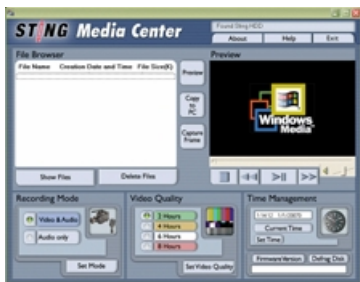 STING Media Center
Found Sting HDD
About Help Exit
File Browser
File Name Creation Date and Time File Size(K)
Preview
Copy to PC
Capture Frame
Show Files Delete Files
Preview
Windows Media
Recording Mode
Video & Audio
Audio only
Set Mode
Video Quality
2 Hours
4 Hours
6 Hours
8 Hours
Set Video Quality
Time Management
Current Time
Set Time
Firmware Version Defrag Disk